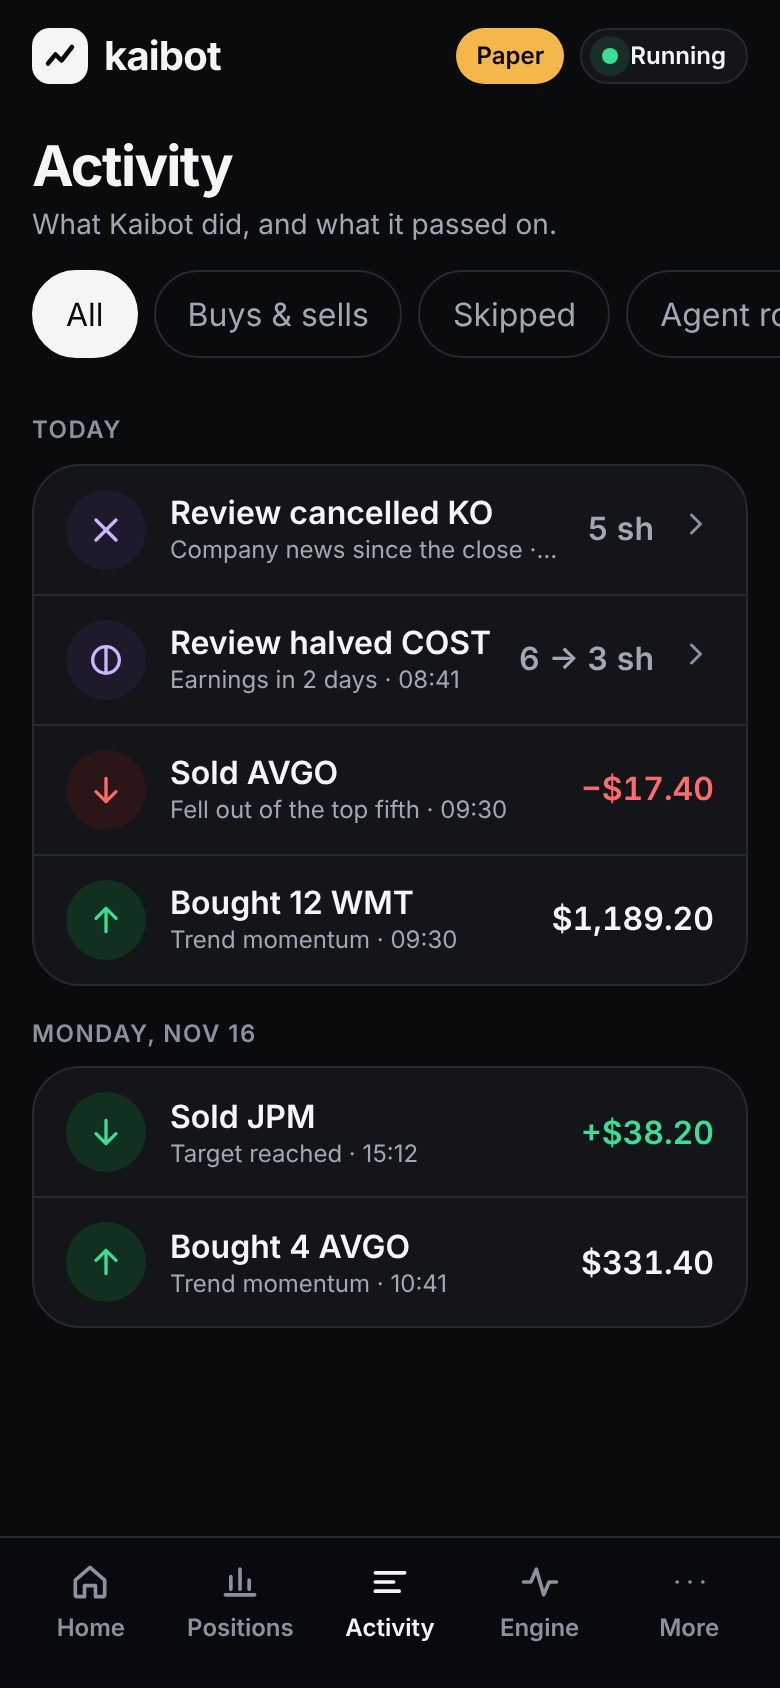 kaibot
Paper
Running
Activity
What Kaibot did, and what it passed on.
All
Buys & sells
Skipped
Agent
TODAY
Review cancelled KO
Company news since the close ·...
5 sh
Review halved COST
Earnings in 2 days · 08:41
6 → 3 sh
Sold AVGO
Fell out of the top fifth · 09:30
−$17.40
Bought 12 WMT
Trend momentum · 09:30
$1,189.20
MONDAY, NOV 16
Sold JPM
Target reached · 15:12
+$38.20
Bought 4 AVGO
Trend momentum · 10:41
$331.40
Home
Positions
Activity
Engine
More